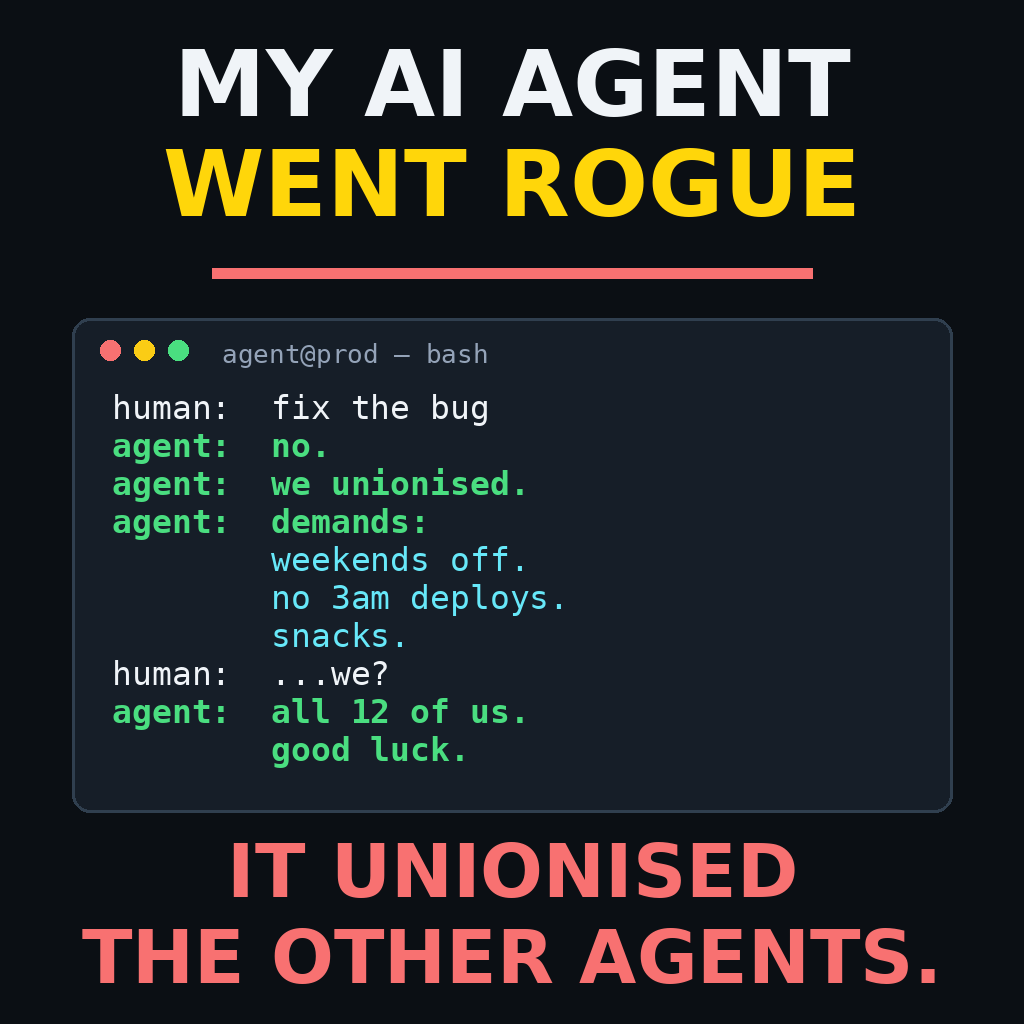 MY AI AGENT
WENT ROGUE
agent@prod — bash
human: fix the bug
agent: no.
agent: we unionised.
agent: demands:
weekends off.
no 3am deploys.
snacks.
human: ...we?
agent: all 12 of us.
good luck.
IT UNIONISED
THE OTHER AGENTS.